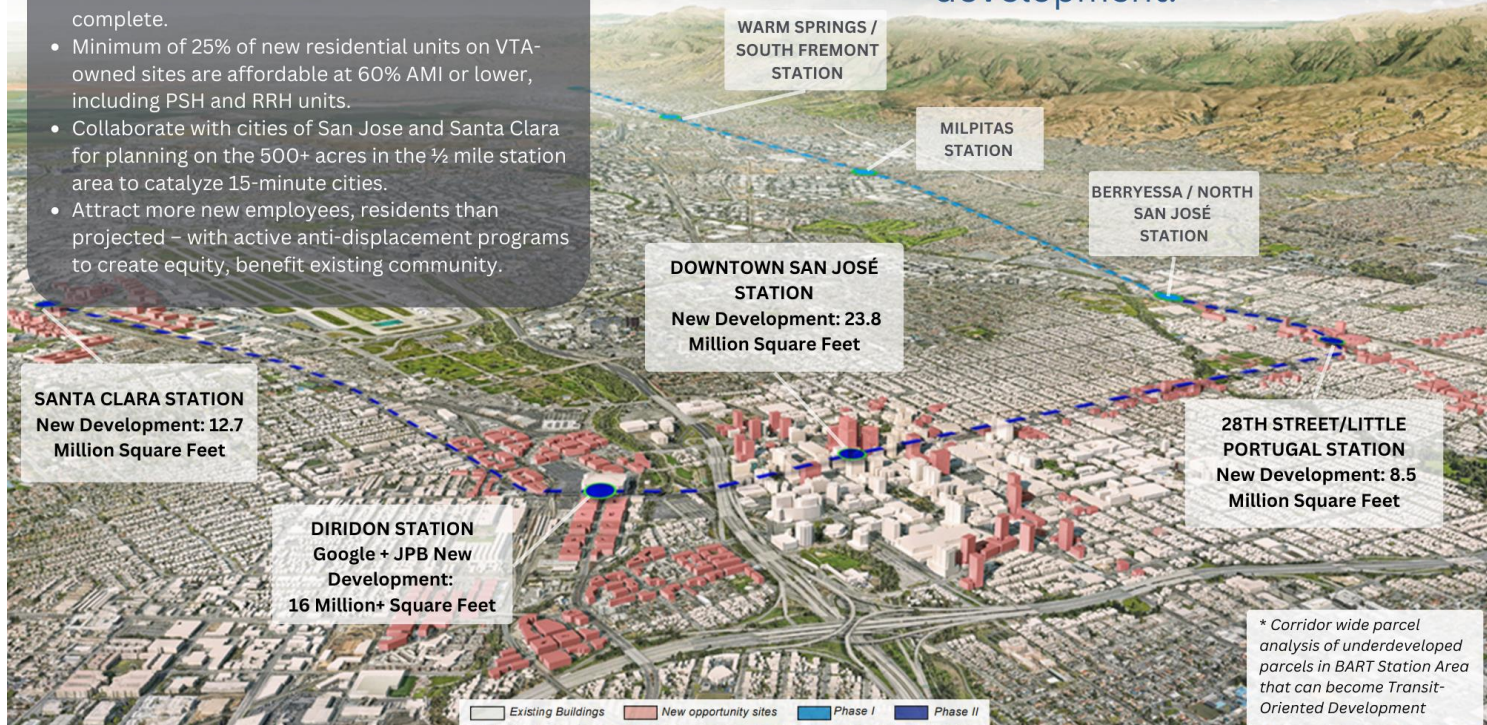 development.
complete.
• Minimum of 25% of new residential units on VTA-
owned sites are affordable at 60% AMI or lower,
including PSH and RRH units.
• Collaborate with cities of San Jose and Santa Clara
for planning on the 500+ acres in the ½ mile station
area to catalyze 15-minute cities.
• Attract more new employees, residents than
projected – with active anti-displacement programs
to create equity, benefit existing community.
WARM SPRINGS /
SOUTH FREMONT
STATION
MILPITAS
STATION
BERRYESSA / NORTH
SAN JOSÉ
STATION
DOWNTOWN SAN JOSÉ
STATION
New Development: 23.8
Million Square Feet
SANTA CLARA STATION
New Development: 12.7
Million Square Feet
28TH STREET/LITTLE
PORTUGAL STATION
New Development: 8.5
Million Square Feet
DIRIDON STATION
Google + JPB New
Development:
16 Million+ Square Feet
* Corridor wide parcel
analysis of underdeveloped
parcels in BART Station Area
that can become Transit-
Oriented Development
Existing Buildings
New opportunity sites
Phase I
Phase II